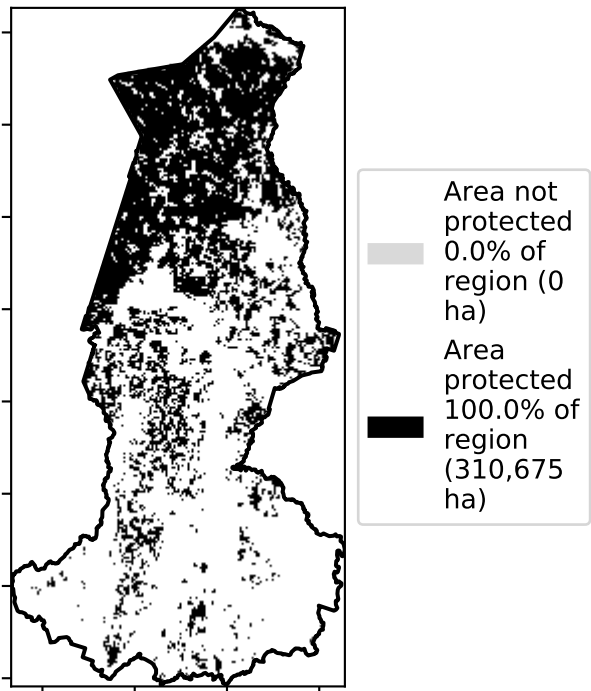 Area not
protected
0.0% of
region (0
ha)
Area
protected
100.0% of
region
(310,675
ha)